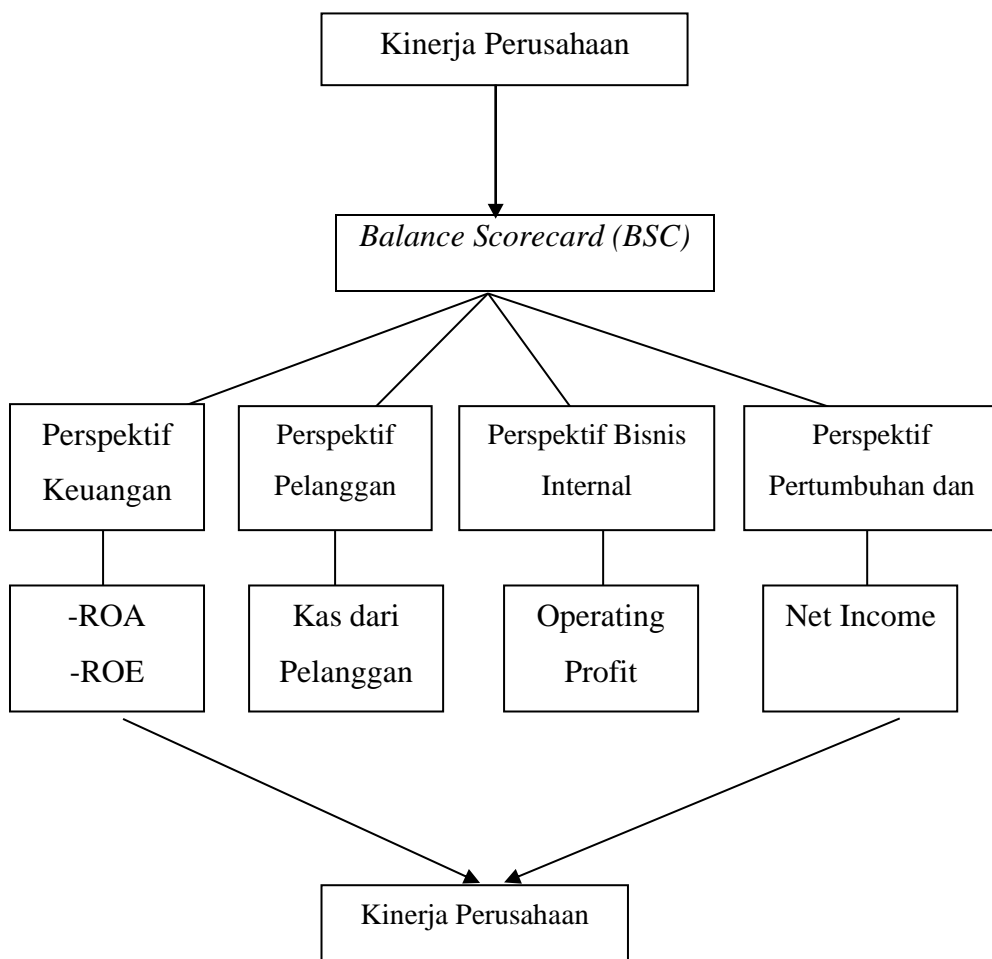 Kinerja Perusahaan
Balance Scorecard (BSC)
Perspektif
Keuangan
Perspektif
Pelanggan
Perspektif Bisnis
Internal
Perspektif
Pertumbuhan dan
-ROA
-ROE
Kas dari
Pelanggan
Operating
Profit
Net Income
Kinerja Perusahaan